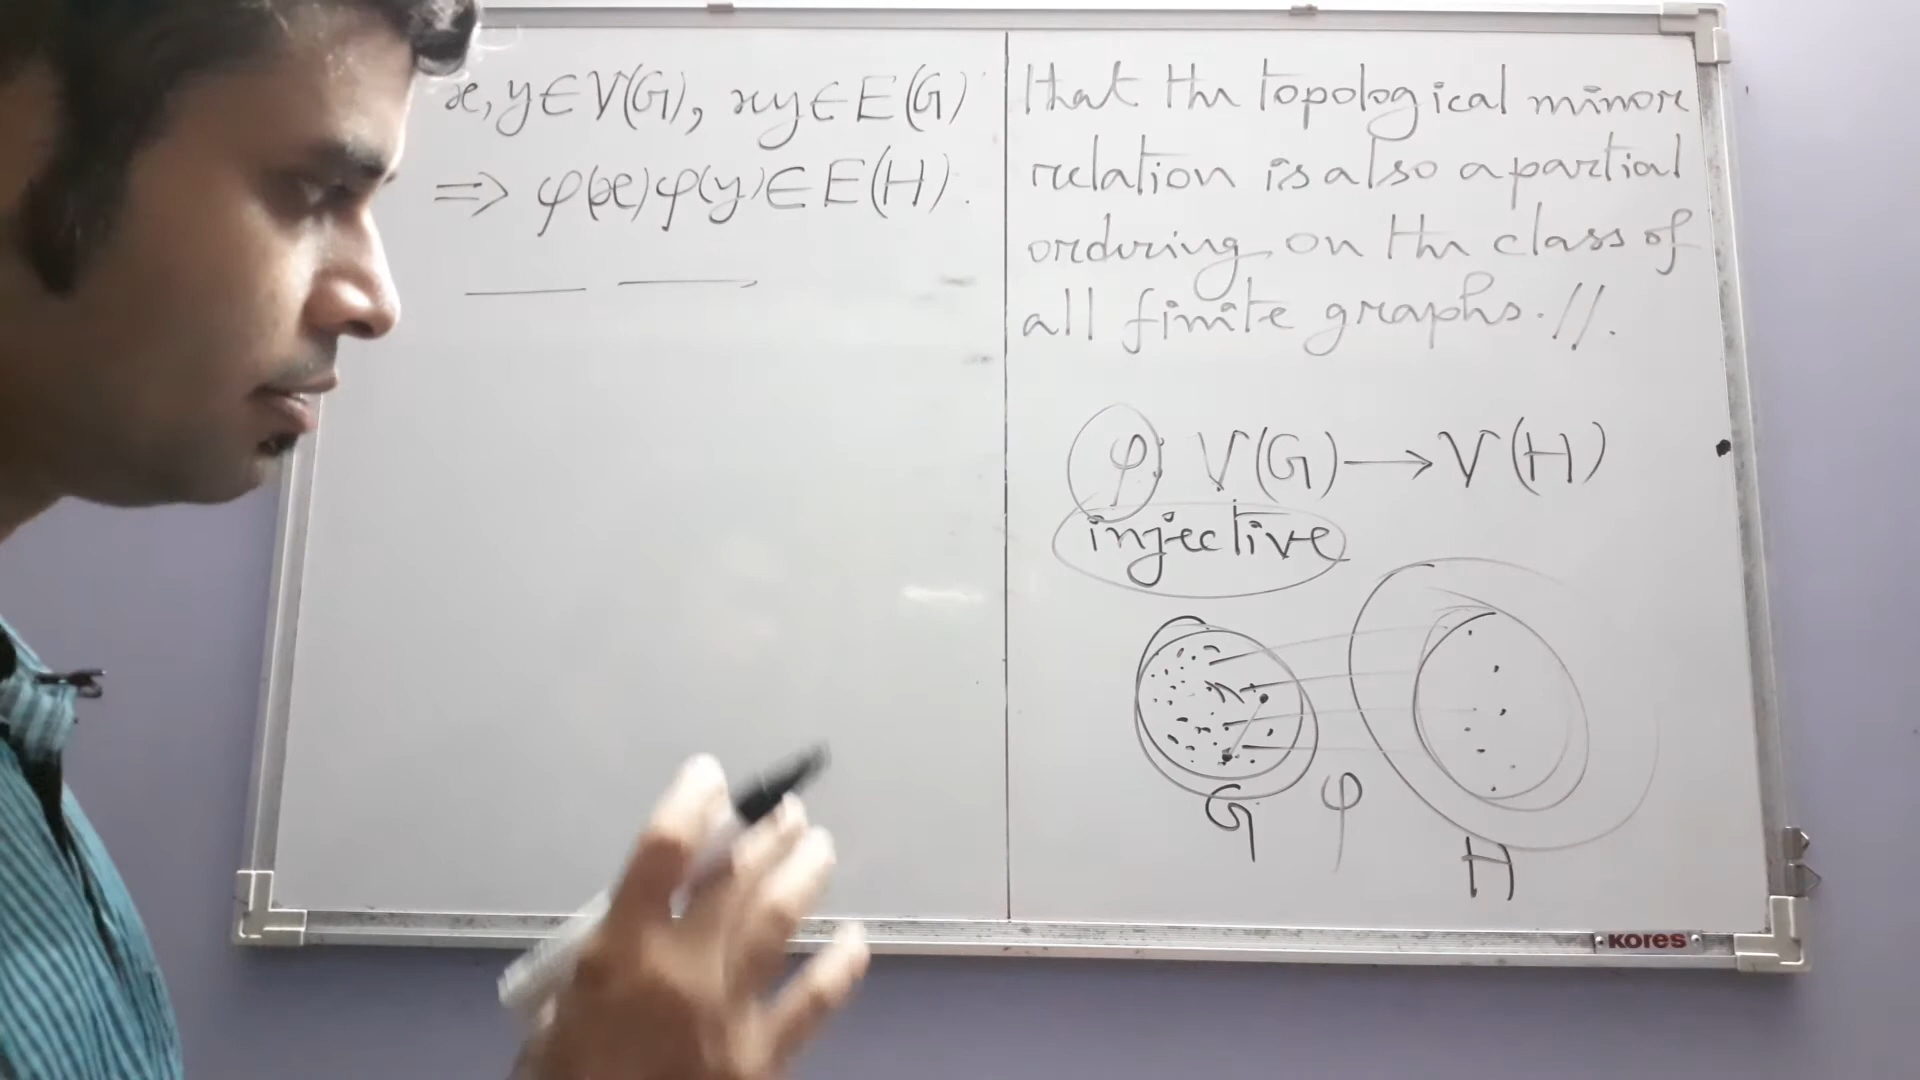 x, y ∈ V(G), xy ∈ E(G)
⇒ φ(x)φ(y) ∈ E(H).
that the topological minor
relation is also a partial
ordering on the class of
all finite graphs.//.
φ: V(G) → V(H)
injective
G φ H
KORES